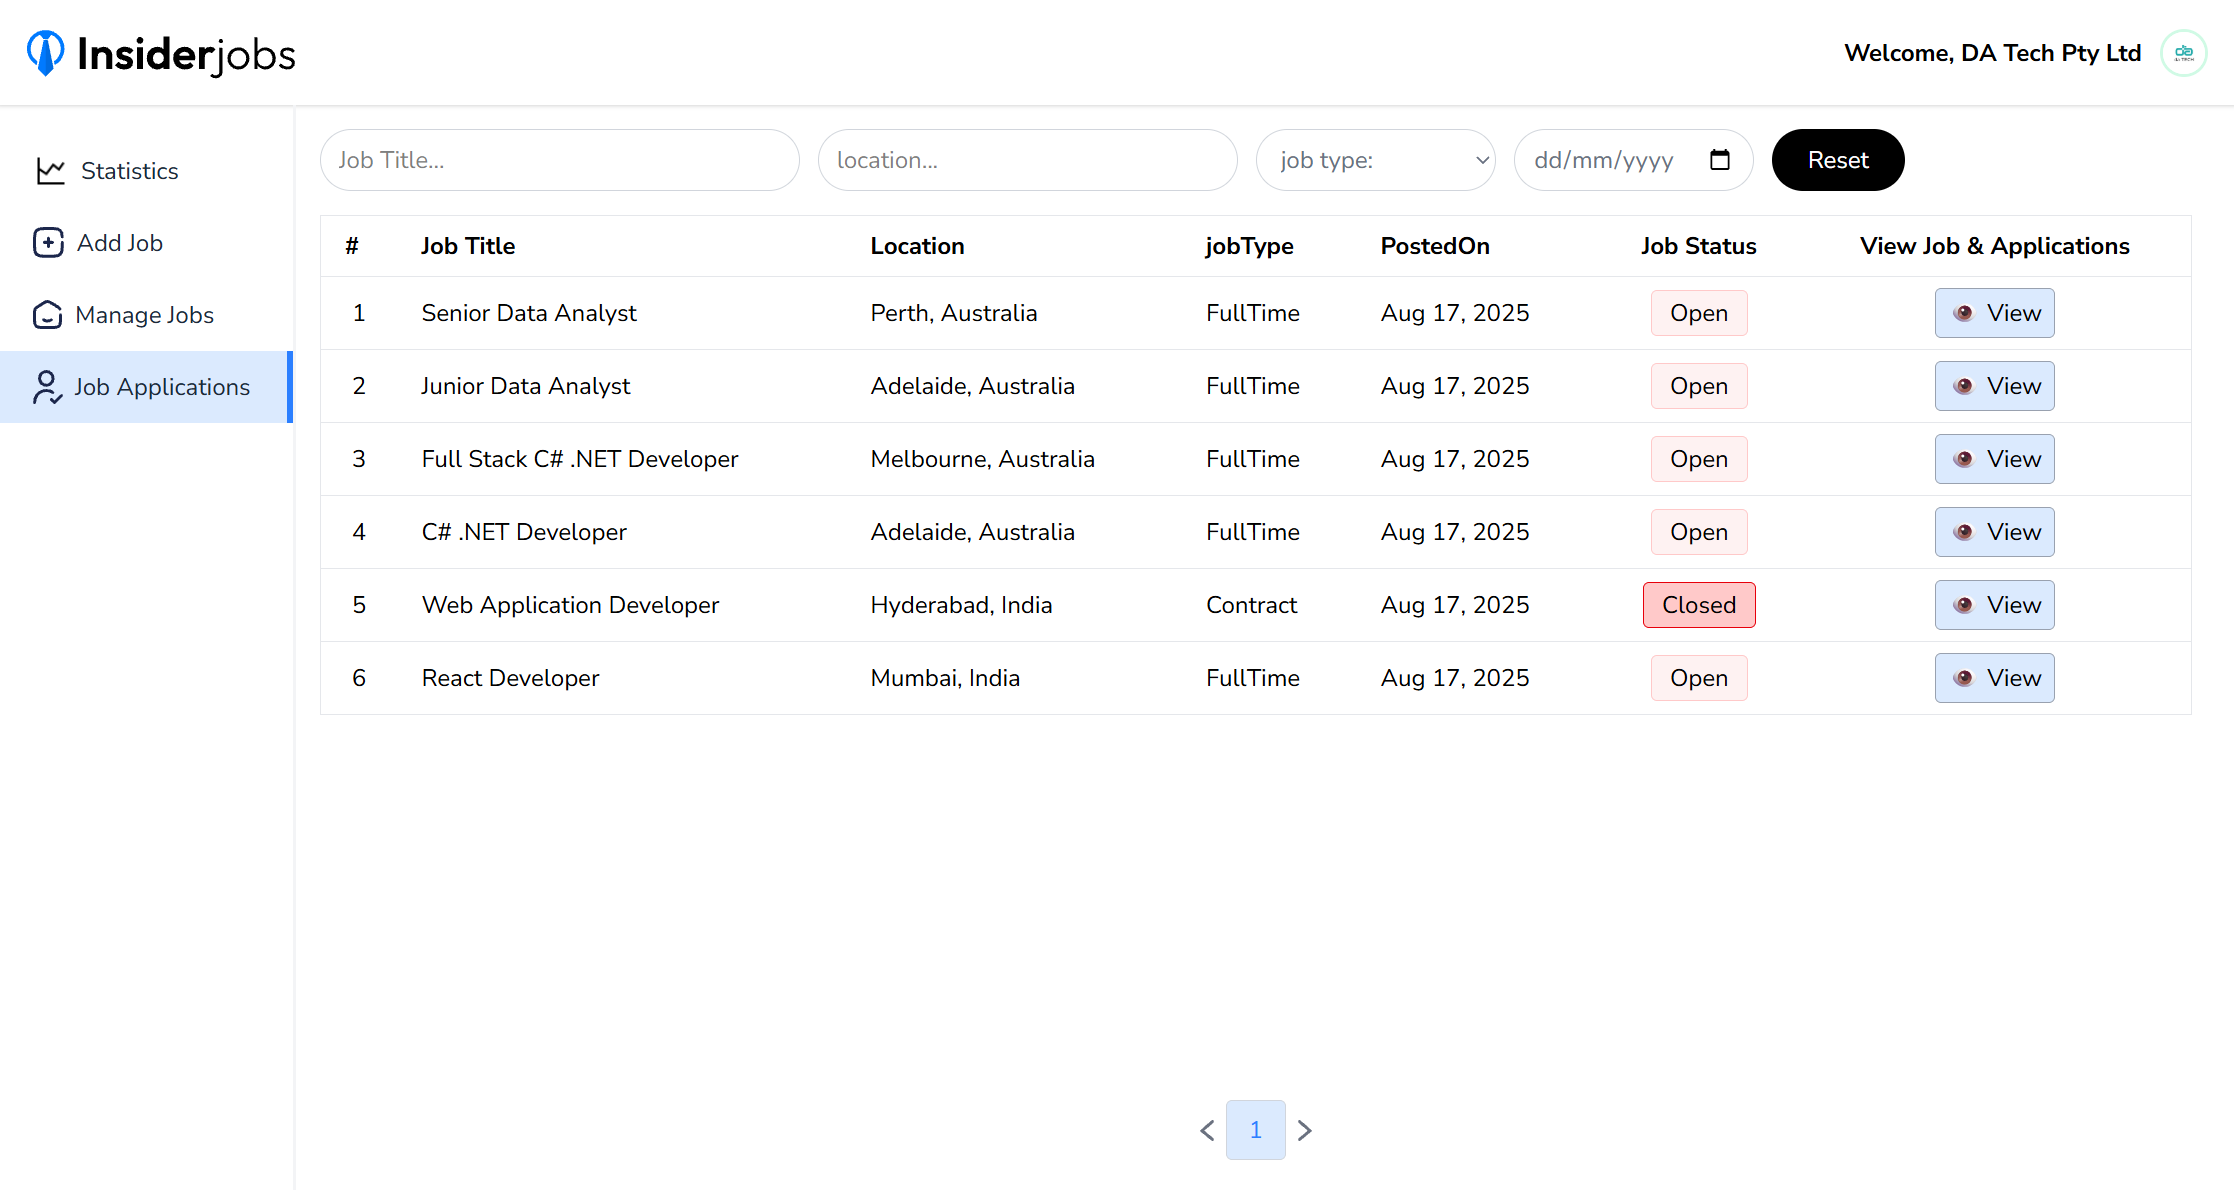 Insiderjobs
Welcome, DA Tech Pty Ltd
Statistics
Add Job
Manage Jobs
Job Applications
Job Title...
location...
job type:
dd/mm/yyyy
Reset
# Job Title Location jobType PostedOn Job Status View Job & Applications
1 Senior Data Analyst Perth, Australia FullTime Aug 17, 2025 Open View
2 Junior Data Analyst Adelaide, Australia FullTime Aug 17, 2025 Open View
3 Full Stack C# .NET Developer Melbourne, Australia FullTime Aug 17, 2025 Open View
4 C# .NET Developer Adelaide, Australia FullTime Aug 17, 2025 Open View
5 Web Application Developer Hyderabad, India Contract Aug 17, 2025 Closed View
6 React Developer Mumbai, India FullTime Aug 17, 2025 Open View
1